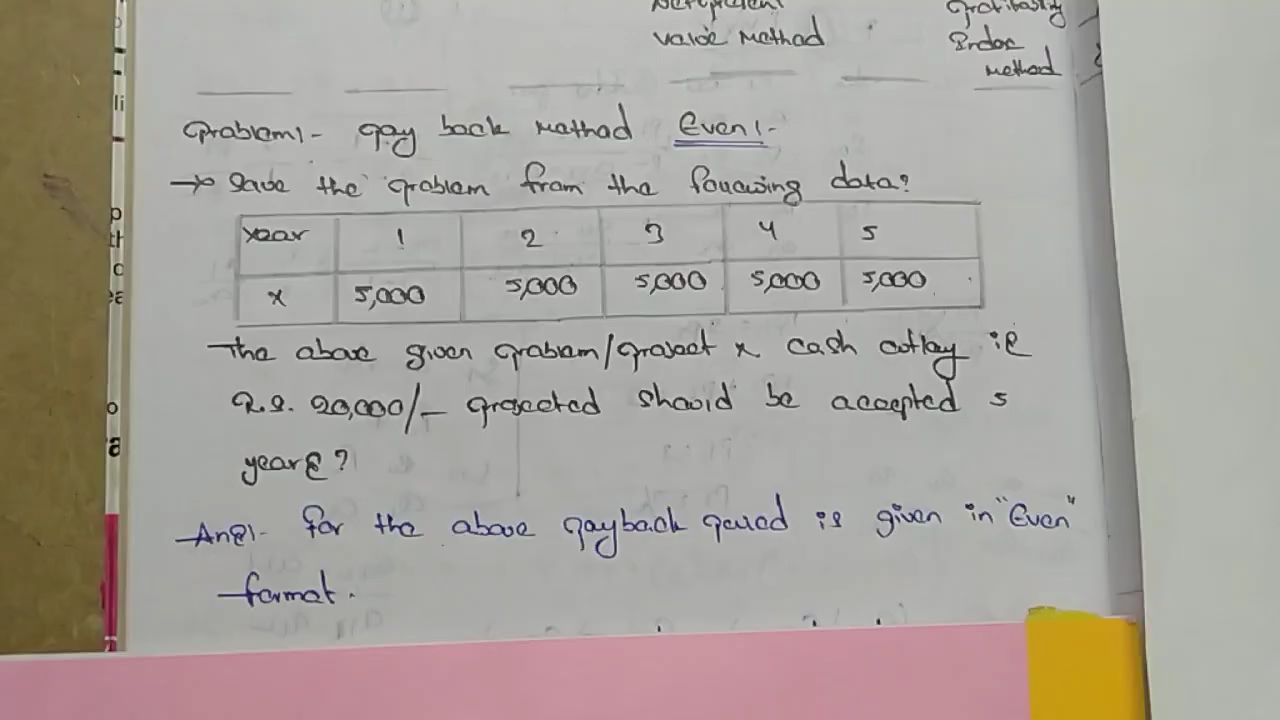 value Method
Index
method
Problem:- Pay back Method Even:-
→ Solve the problem from the following data?
Year 1 2 3 4 5
x 5,000 5,000 5,000 5,000 5,000
The above given problem/project x cash outlay is
R.s. 20,000/- projected should be accepted 5
years?
Ans:- For the above payback period is given in "Even"
format.